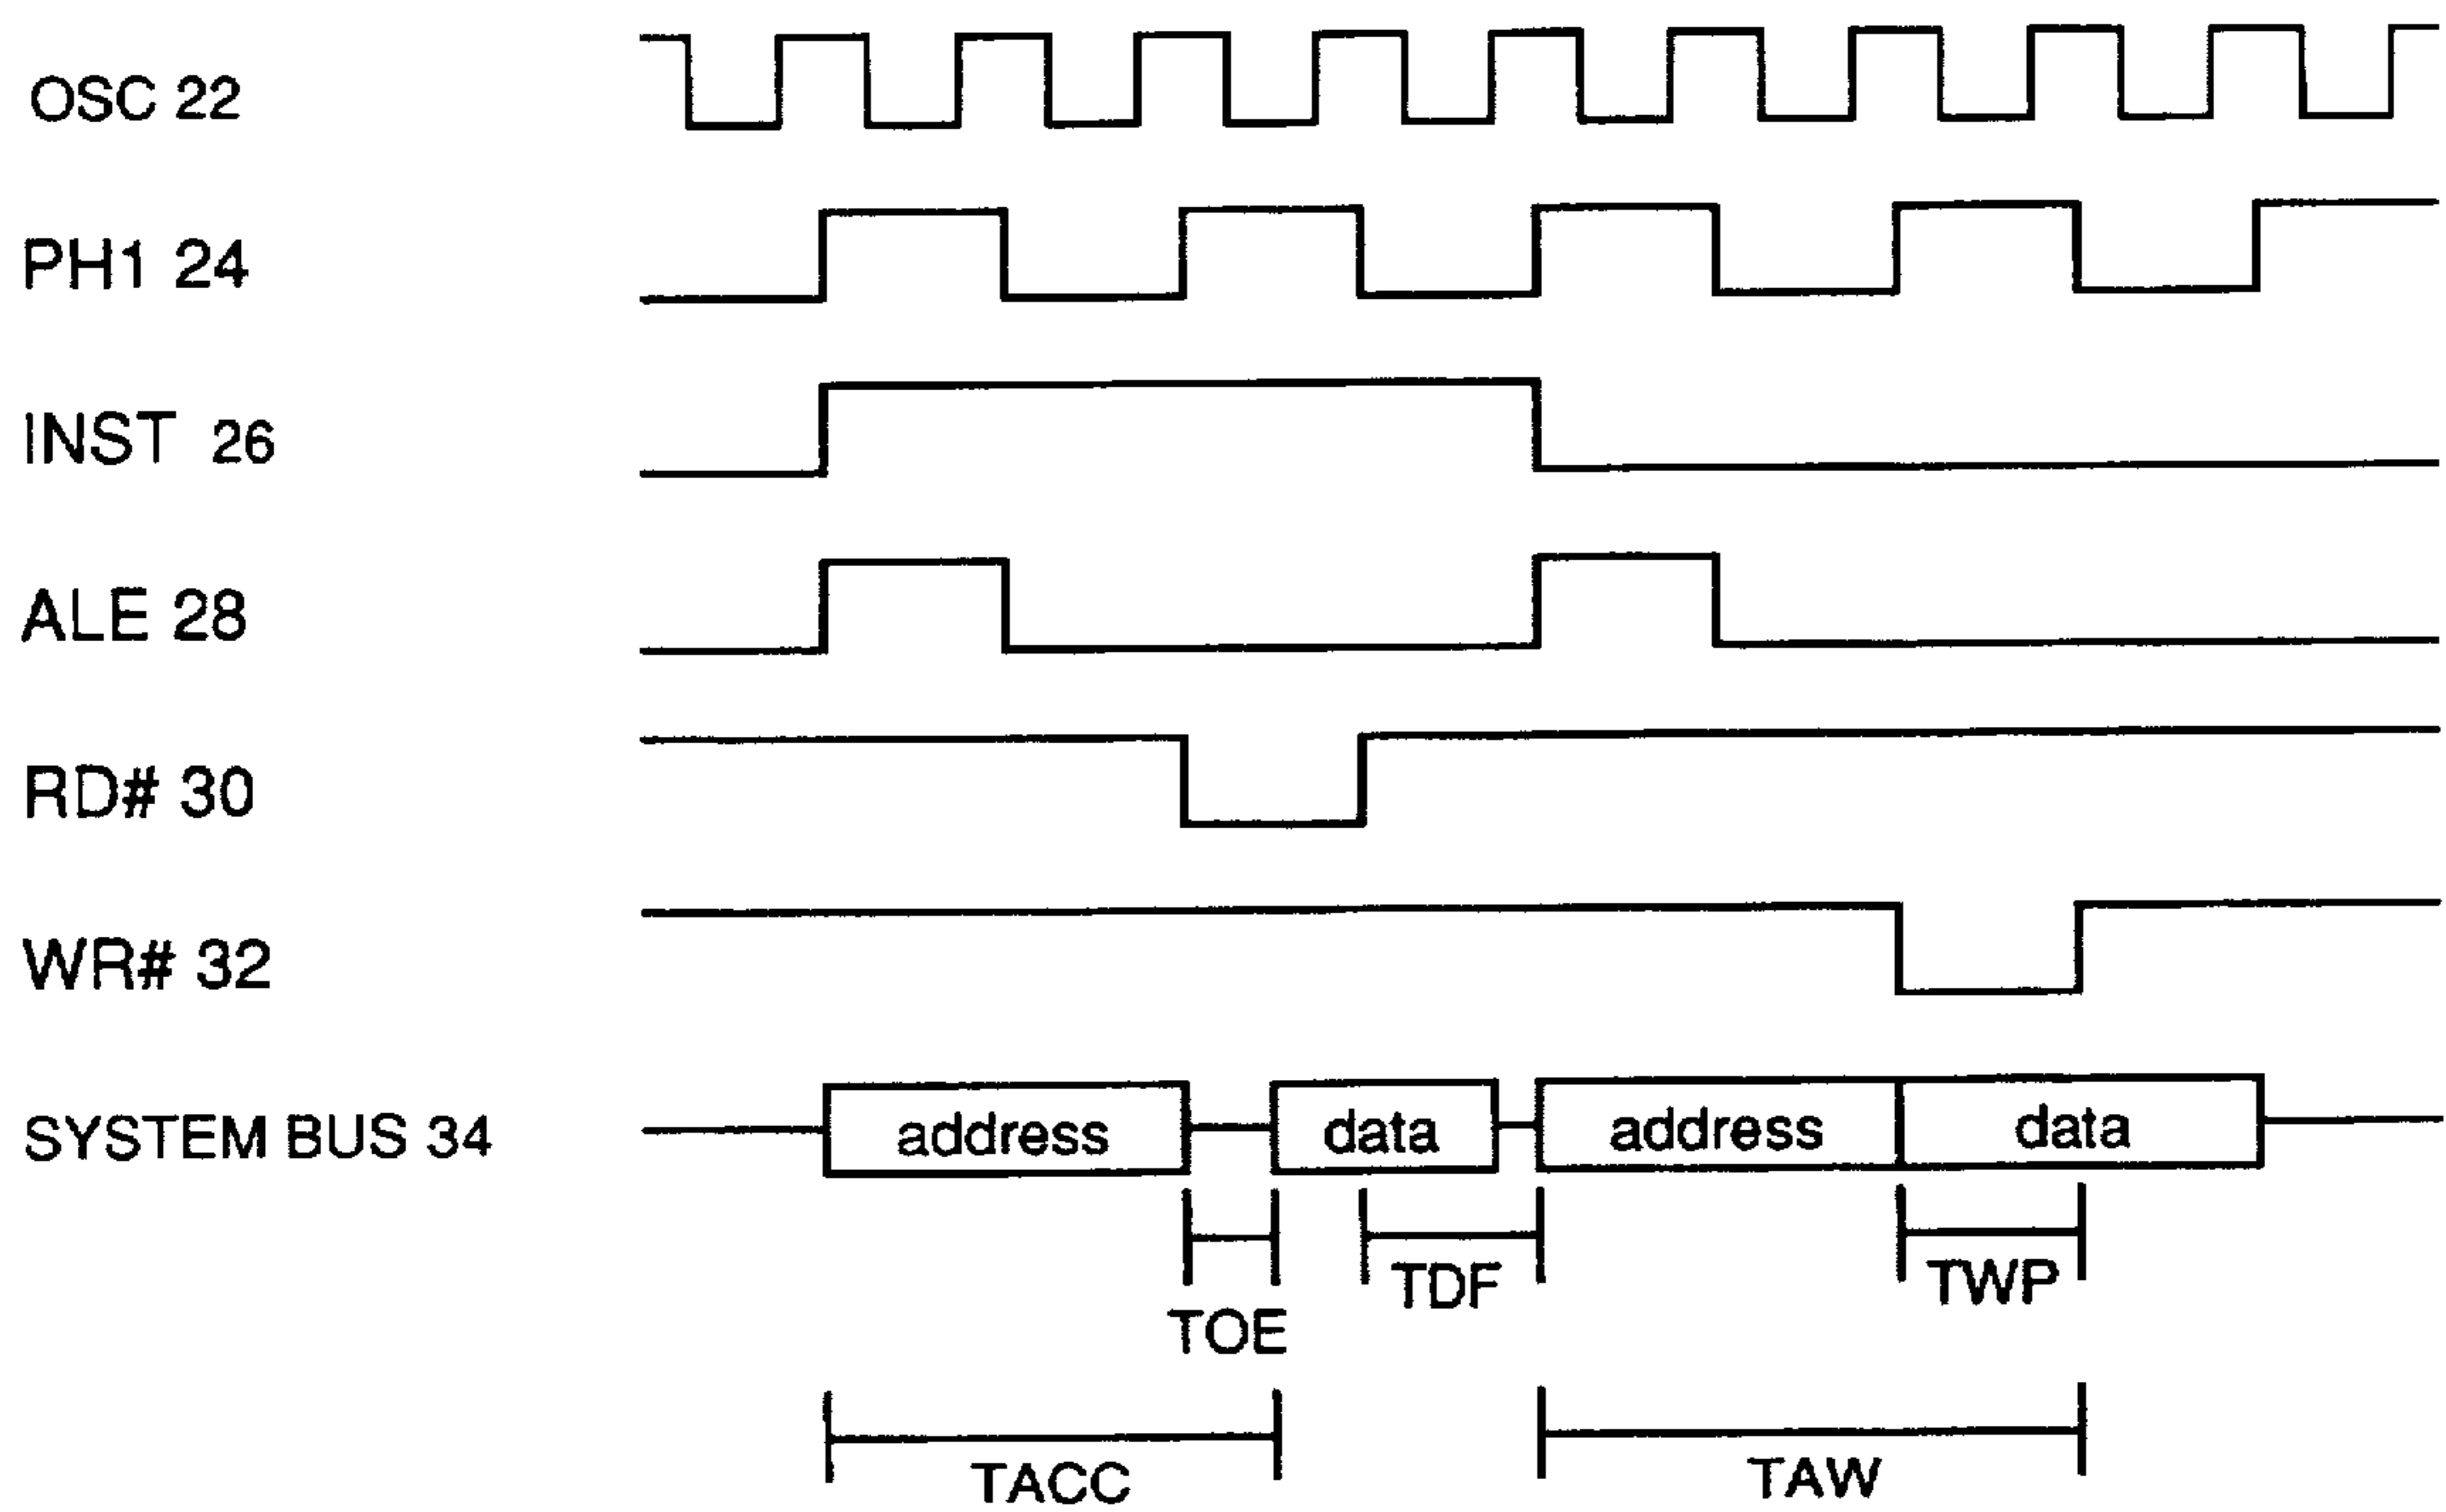 OSC 22
PH1 24
INST 26
ALE 28
RD# 30
WR# 32
SYSTEM BUS 34
address
data
address
data
TOE
TDF
TWP
TACC
TAW